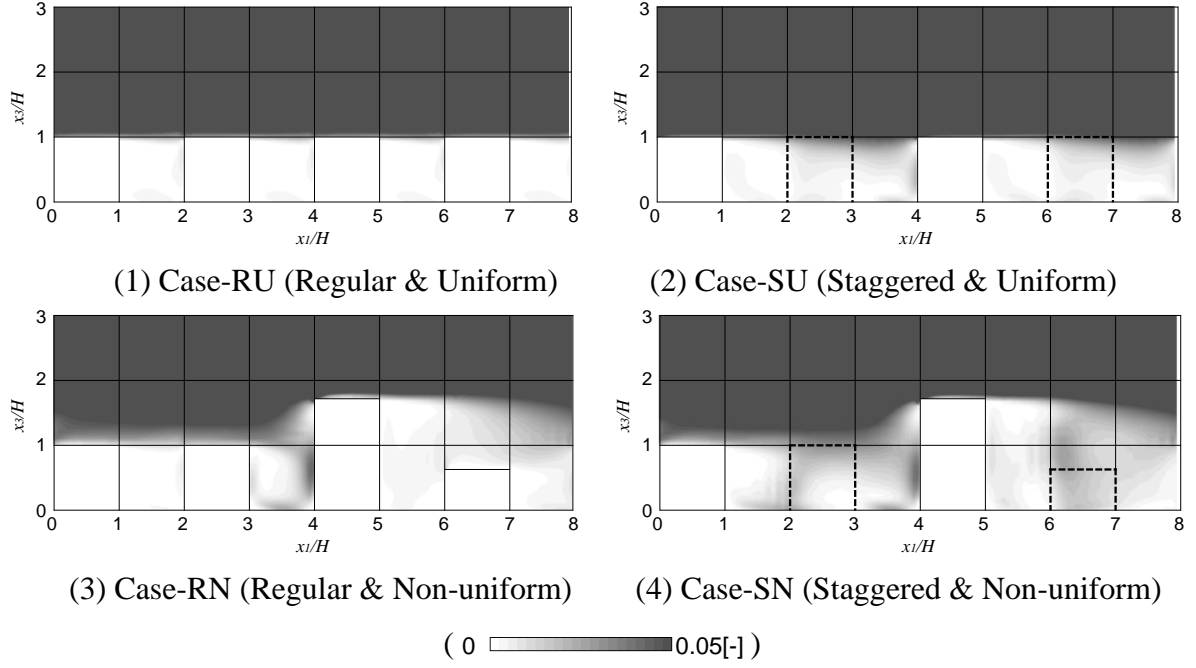 3 3
x3/H 2 x3/H 2
1 1
0 0
0 1 2 3 4 5 6 7 8 0 1 2 3 4 5 6 7 8
x1/H x1/H
(1) Case-RU (Regular & Uniform) (2) Case-SU (Staggered & Uniform)
3 3
x3/H 2 x3/H 2
1 1
0 0
0 1 2 3 4 5 6 7 8 0 1 2 3 4 5 6 7 8
x1/H x1/H
(3) Case-RN (Regular & Non-uniform) (4) Case-SN (Staggered & Non-uniform)
( 0 0.05[-] )